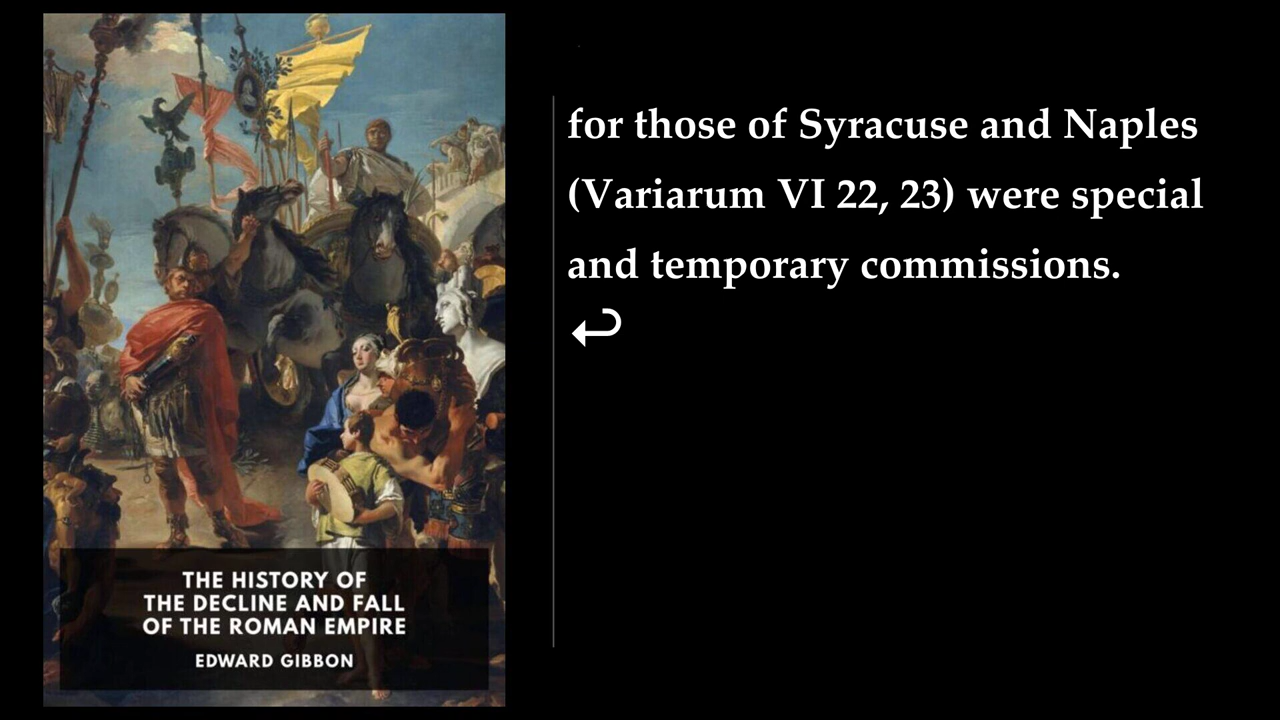 for those of Syracuse and Naples
(Variarum VI 22, 23) were special
and temporary commissions.
↩
THE HISTORY OF
THE DECLINE AND FALL
OF THE ROMAN EMPIRE
EDWARD GIBBON